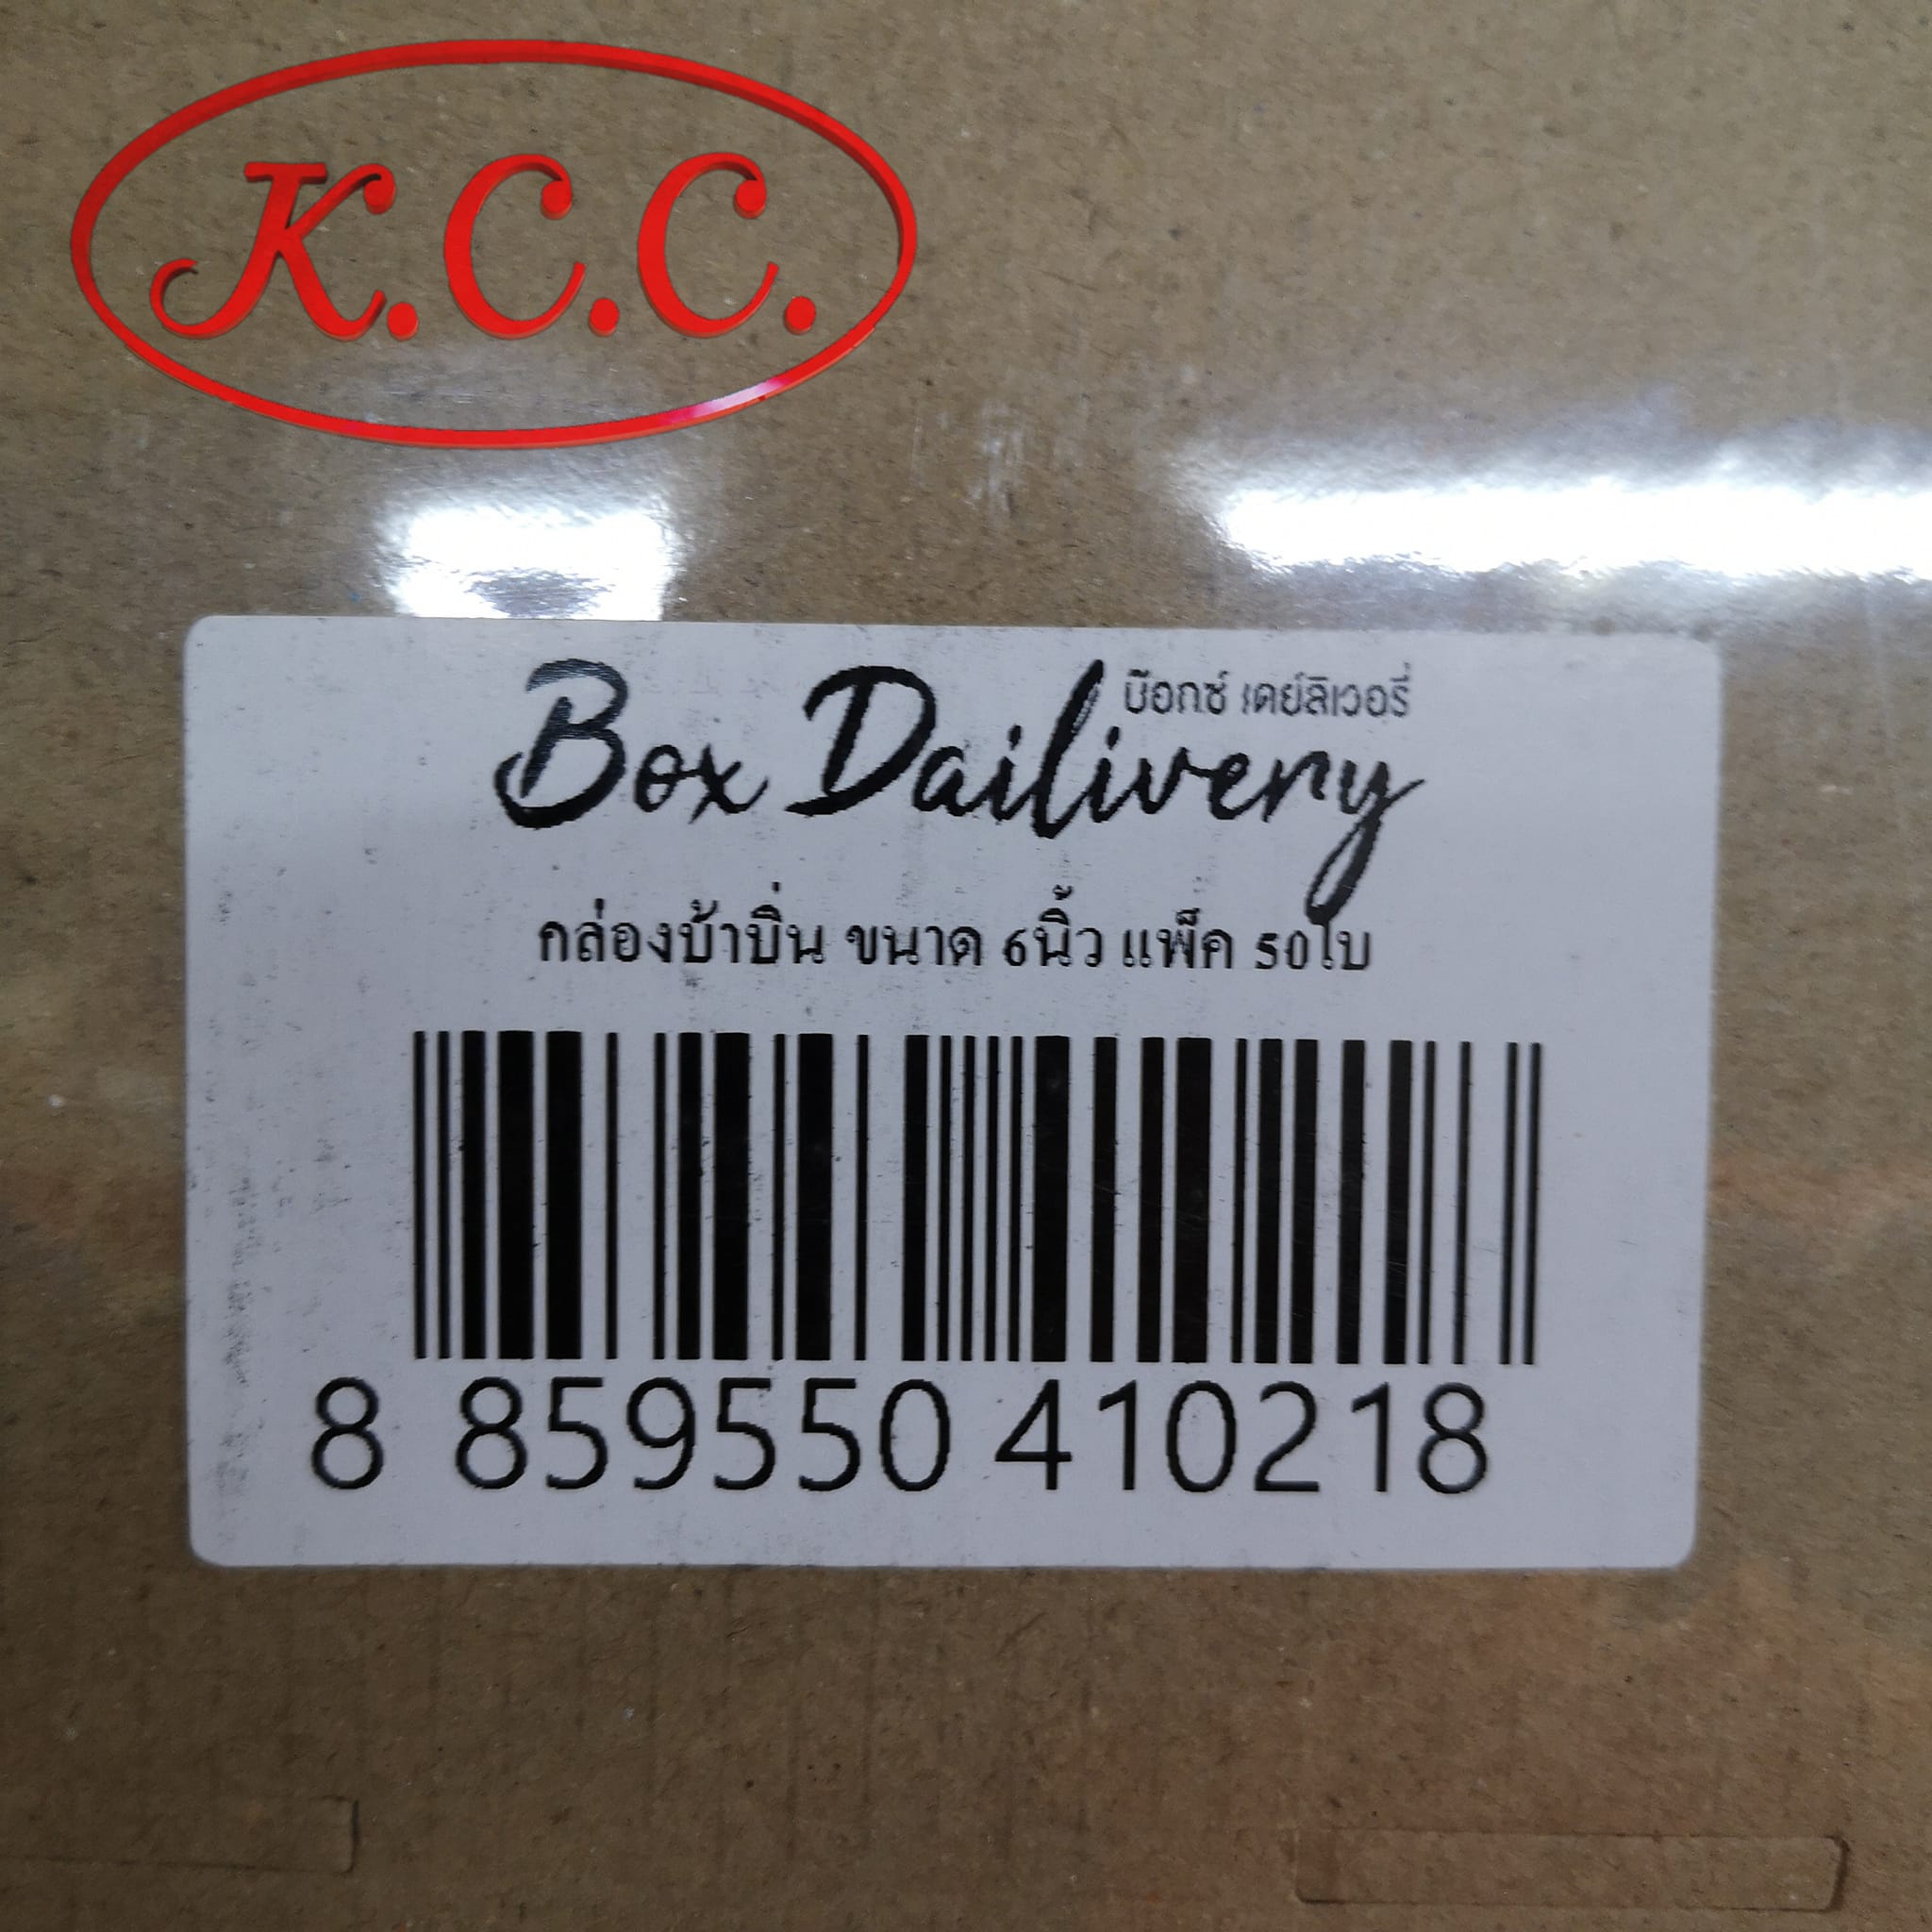 K.C.C.
บ๊อกซ์ เดย์ลิเวอรี่
Box Dailivery
กล่องบ้าบิ่น ขนาด 6นิ้ว แพ็ค 50ใบ
8 859550 410218